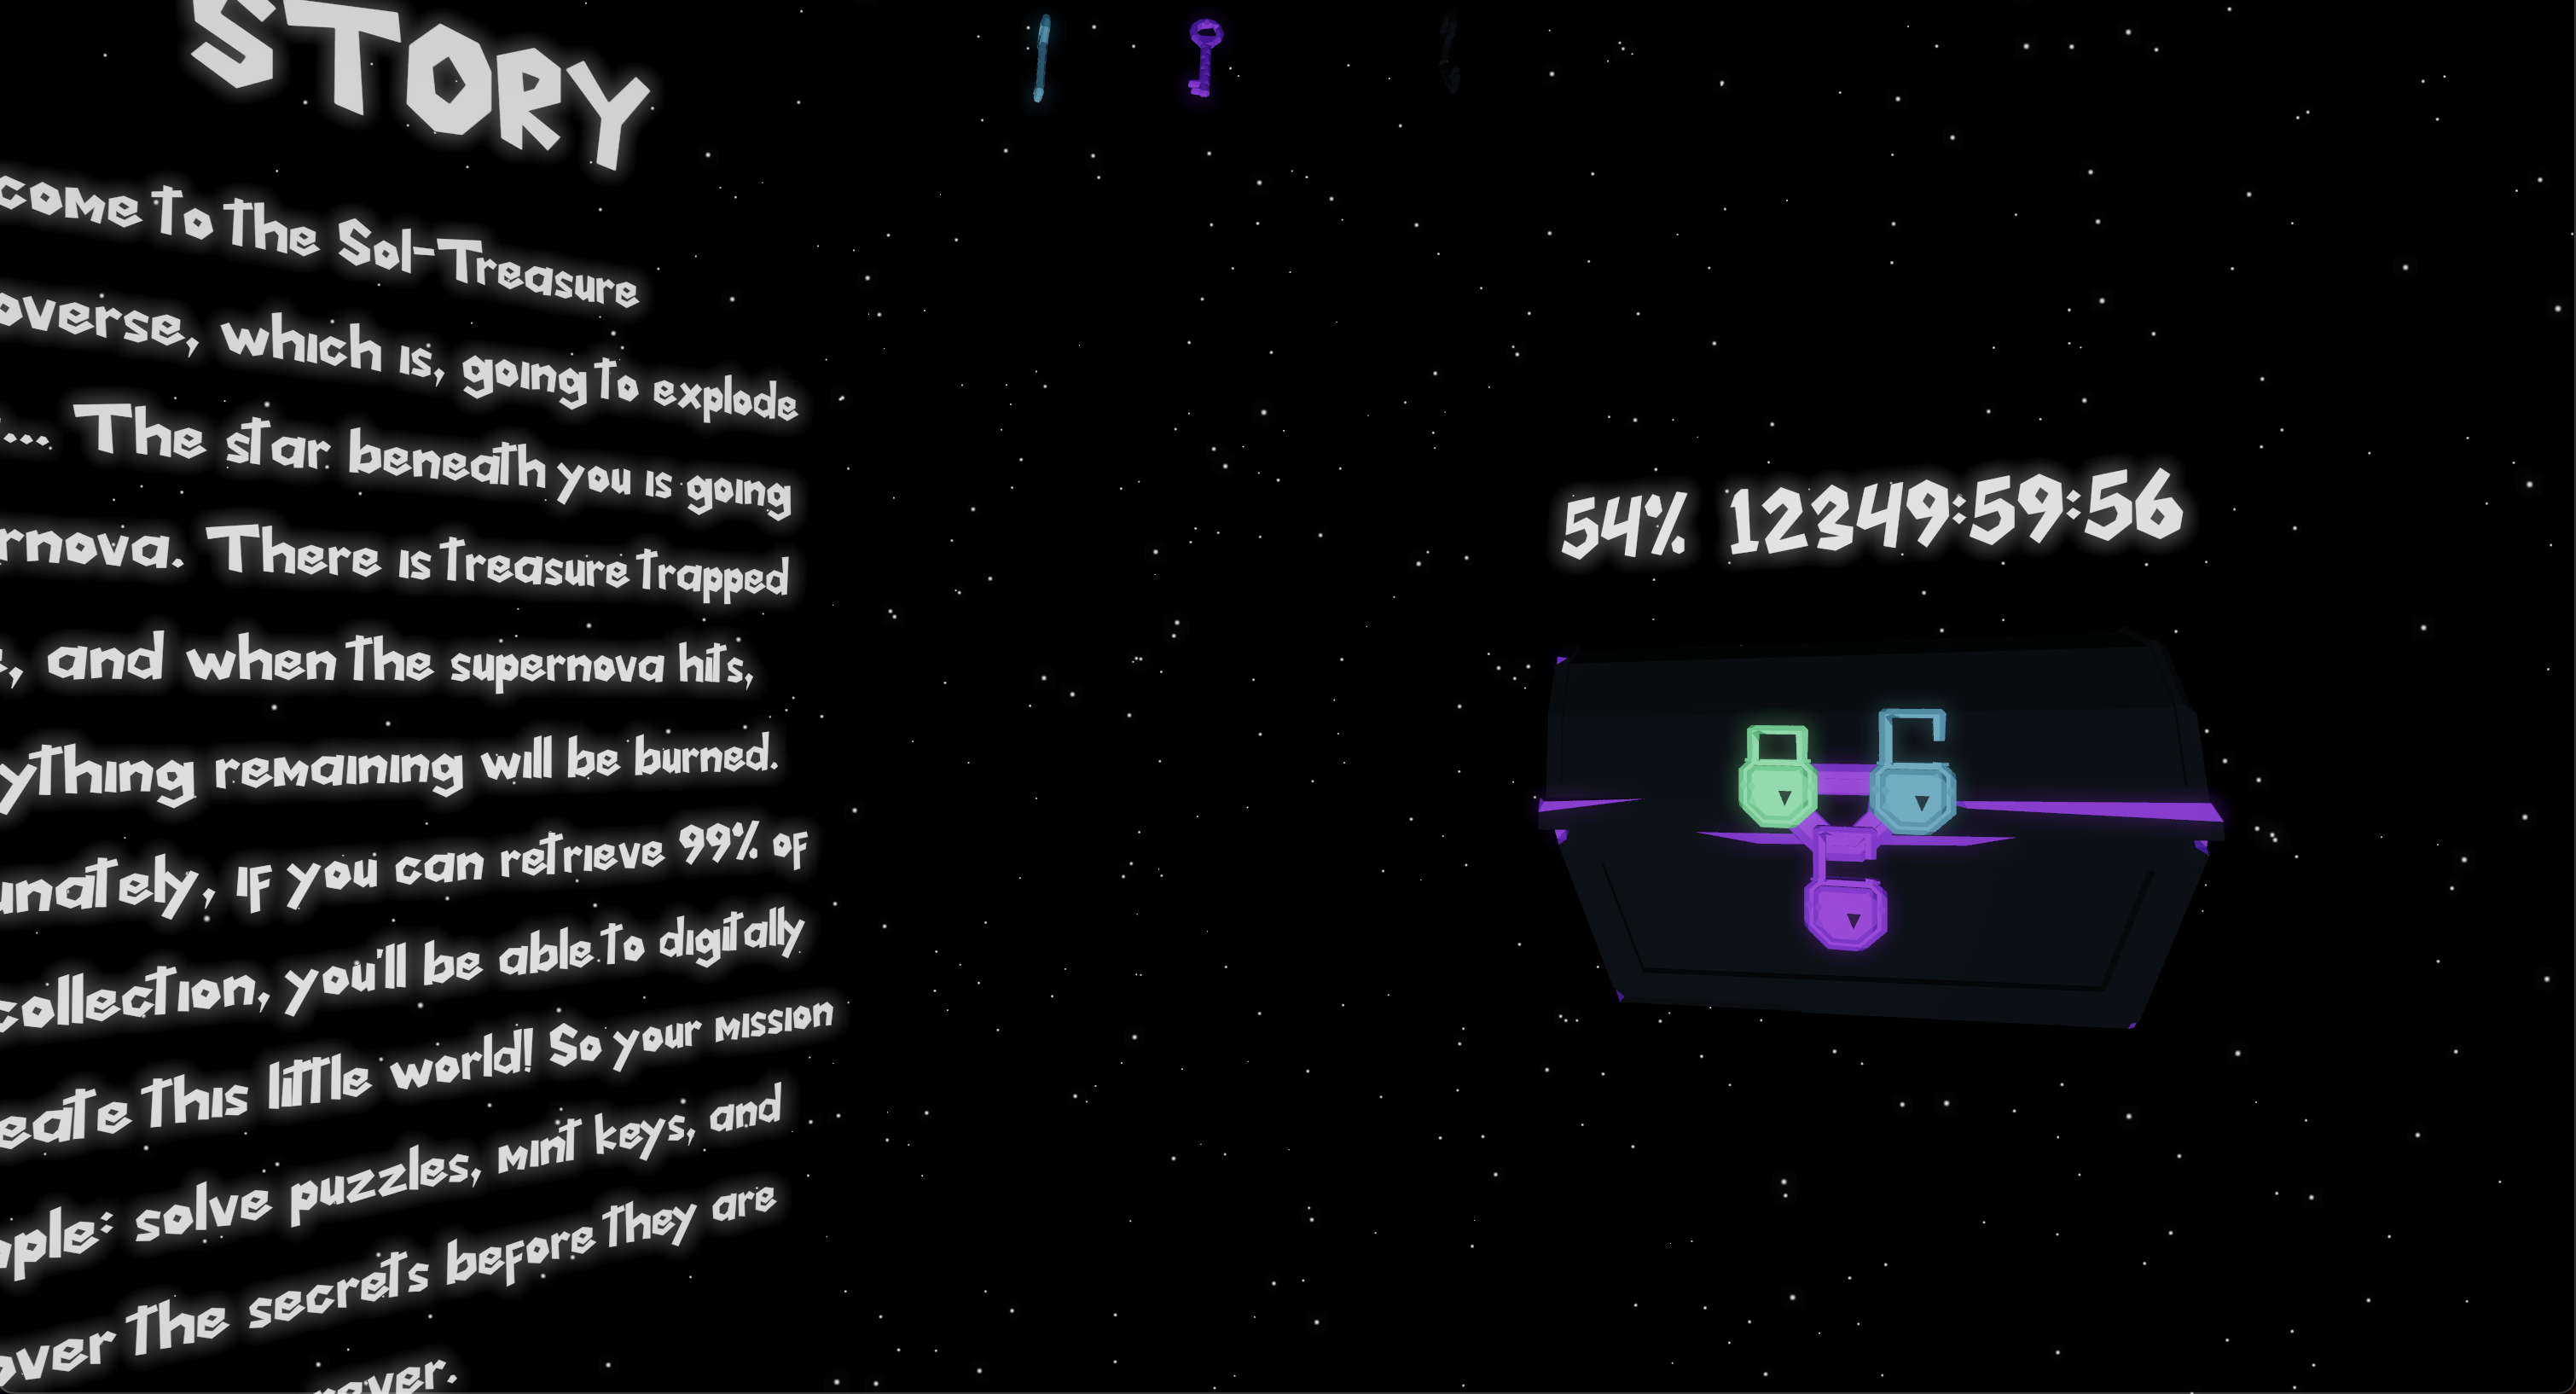 STORY
come to the Sol-Treasure
overse, which is, going to explode
... The star beneath you is going
rnova. There is treasure trapped
, and when the supernova hits,
ything remaining will be burned.
unately, if you can retrieve 99% of
collection, you'll be able to digitally
eate this little world! So your mission
mple: solve puzzles, mint keys, and
over the secrets before they are
rever.
54% 12349:59:56